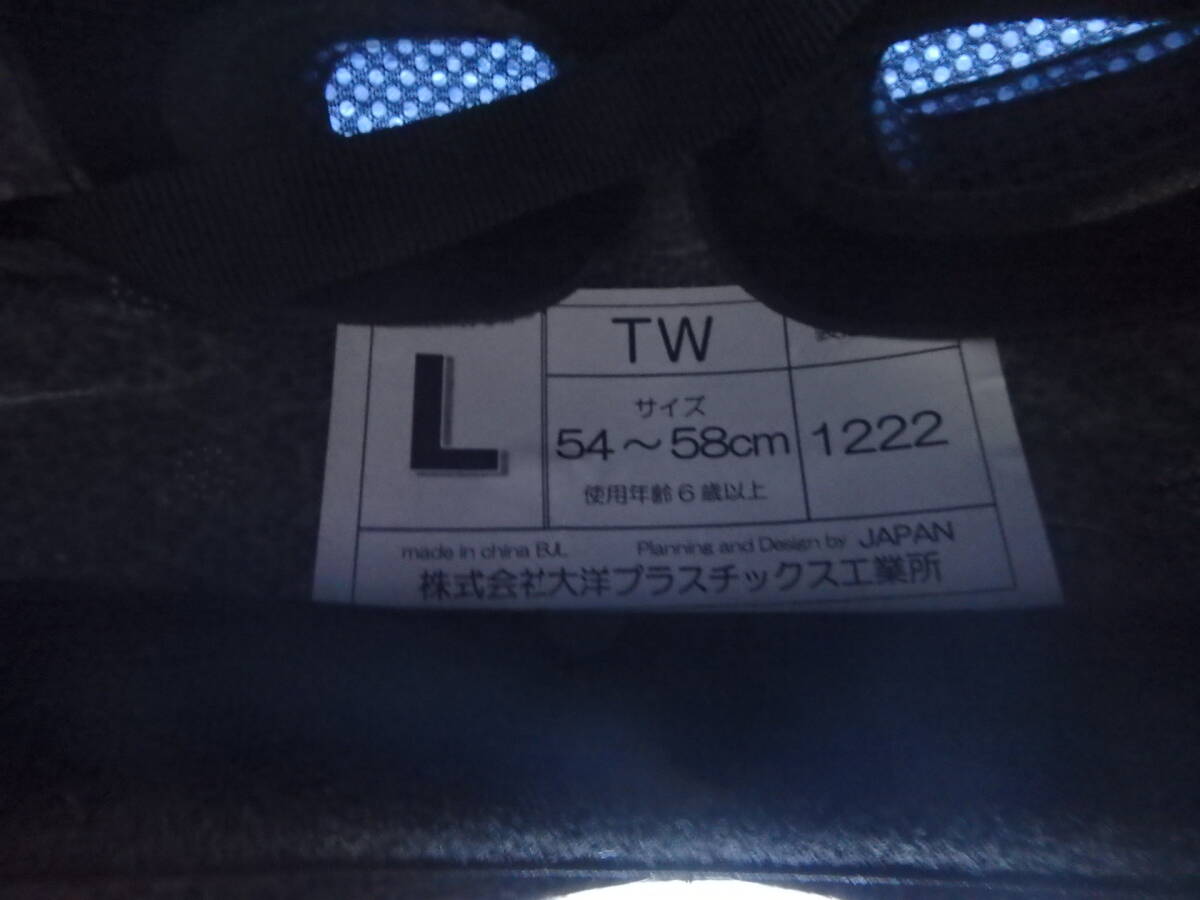 L
TW
サイズ
54～58cm
使用年齢6歳以上
1222
made in china BJL
Planning and Design by JAPAN
株式会社大洋プラスチックス工業所